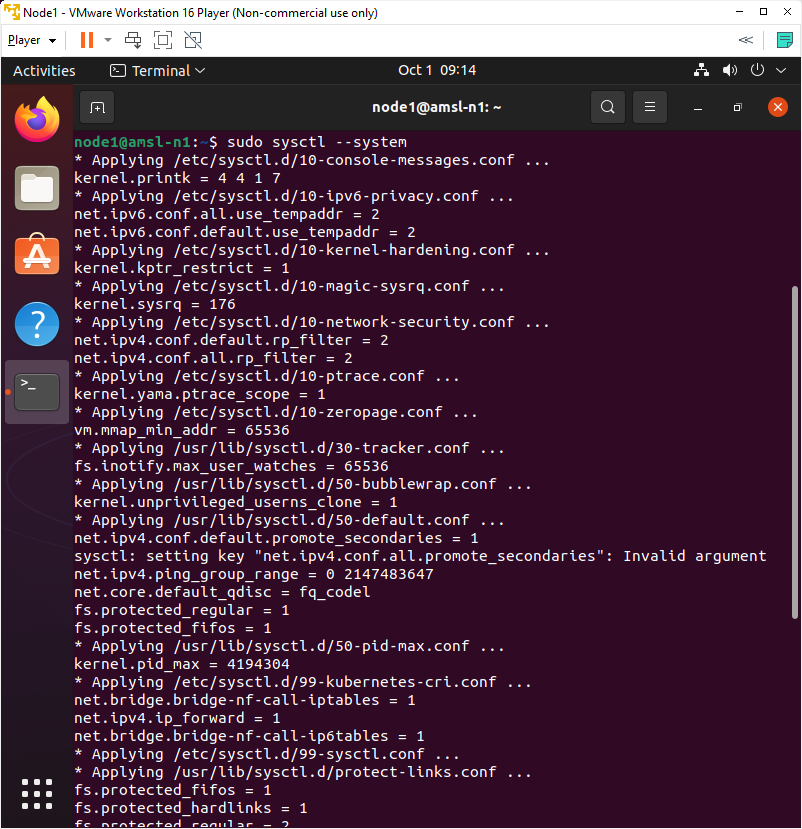 Node1 - VMware Workstation 16 Player (Non-commercial use only)
Player
Activities
Terminal
Oct 1 09:14
node1@amsl-n1: ~
node1@amsl-n1:~$ sudo sysctl --system
* Applying /etc/sysctl.d/10-console-messages.conf ...
kernel.printk = 4 4 1 7
* Applying /etc/sysctl.d/10-ipv6-privacy.conf ...
net.ipv6.conf.all.use_tempaddr = 2
net.ipv6.conf.default.use_tempaddr = 2
* Applying /etc/sysctl.d/10-kernel-hardening.conf ...
kernel.kptr_restrict = 1
* Applying /etc/sysctl.d/10-magic-sysrq.conf ...
kernel.sysrq = 176
* Applying /etc/sysctl.d/10-network-security.conf ...
net.ipv4.conf.default.rp_filter = 2
net.ipv4.conf.all.rp_filter = 2
* Applying /etc/sysctl.d/10-ptrace.conf ...
kernel.yama.ptrace_scope = 1
* Applying /etc/sysctl.d/10-zeropage.conf ...
vm.mmap_min_addr = 65536
* Applying /usr/lib/sysctl.d/30-tracker.conf ...
fs.inotify.max_user_watches = 65536
* Applying /usr/lib/sysctl.d/50-bubblewrap.conf ...
kernel.unprivileged_userns_clone = 1
* Applying /usr/lib/sysctl.d/50-default.conf ...
net.ipv4.conf.default.promote_secondaries = 1
sysctl: setting key "net.ipv4.conf.all.promote_secondaries": Invalid argument
net.ipv4.ping_group_range = 0 2147483647
net.core.default_qdisc = fq_codel
fs.protected_regular = 1
fs.protected_fifos = 1
* Applying /usr/lib/sysctl.d/50-pid-max.conf ...
kernel.pid_max = 4194304
* Applying /etc/sysctl.d/99-kubernetes-cri.conf ...
net.bridge.bridge-nf-call-iptables = 1
net.ipv4.ip_forward = 1
net.bridge.bridge-nf-call-ip6tables = 1
* Applying /etc/sysctl.d/99-sysctl.conf ...
* Applying /usr/lib/sysctl.d/protect-links.conf ...
fs.protected_fifos = 1
fs.protected_hardlinks = 1
fs.protected_regular = 2